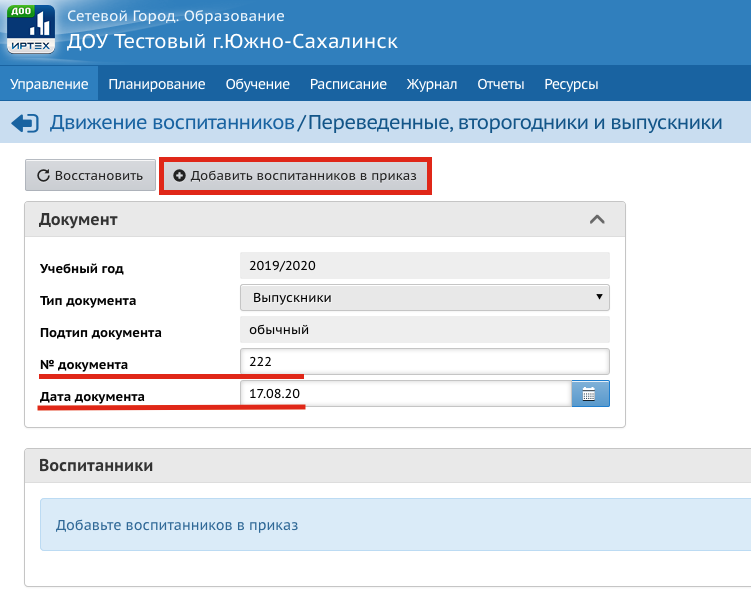 ДОО
ИРТЕХ
Сетевой Город. Образование
ДОУ Тестовый г.Южно-Сахалинск
Управление Планирование Обучение Расписание Журнал Отчеты Ресурсы
Движение воспитанников/Переведенные, второгодники и выпускники
Восстановить Добавить воспитанников в приказ
Документ
Учебный год 2019/2020
Тип документа Выпускники
Подтип документа обычный
№ документа 222
Дата документа 17.08.20
Воспитанники
Добавьте воспитанников в приказ